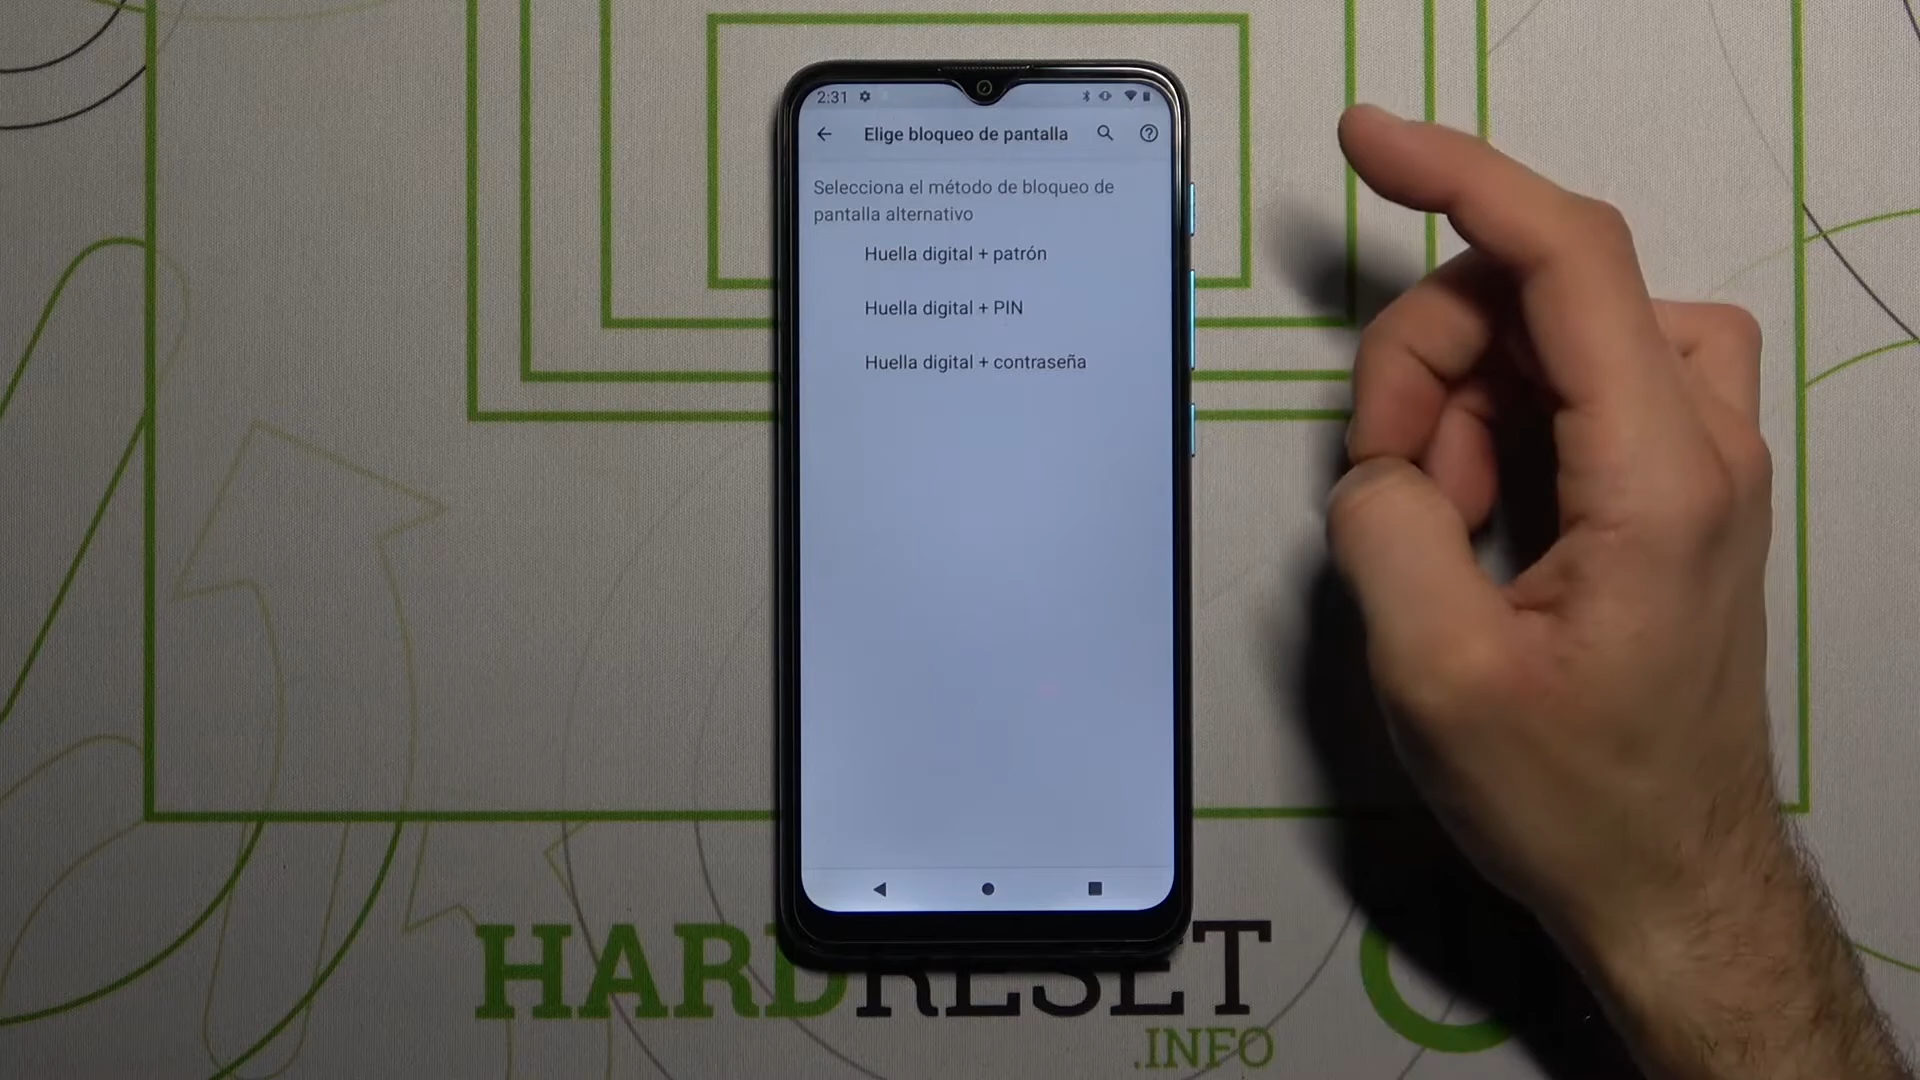 2:31
Elige bloqueo de pantalla
Selecciona el método de bloqueo de
pantalla alternativo
Huella digital + patrón
Huella digital + PIN
Huella digital + contraseña
HARDRESET
.INFO